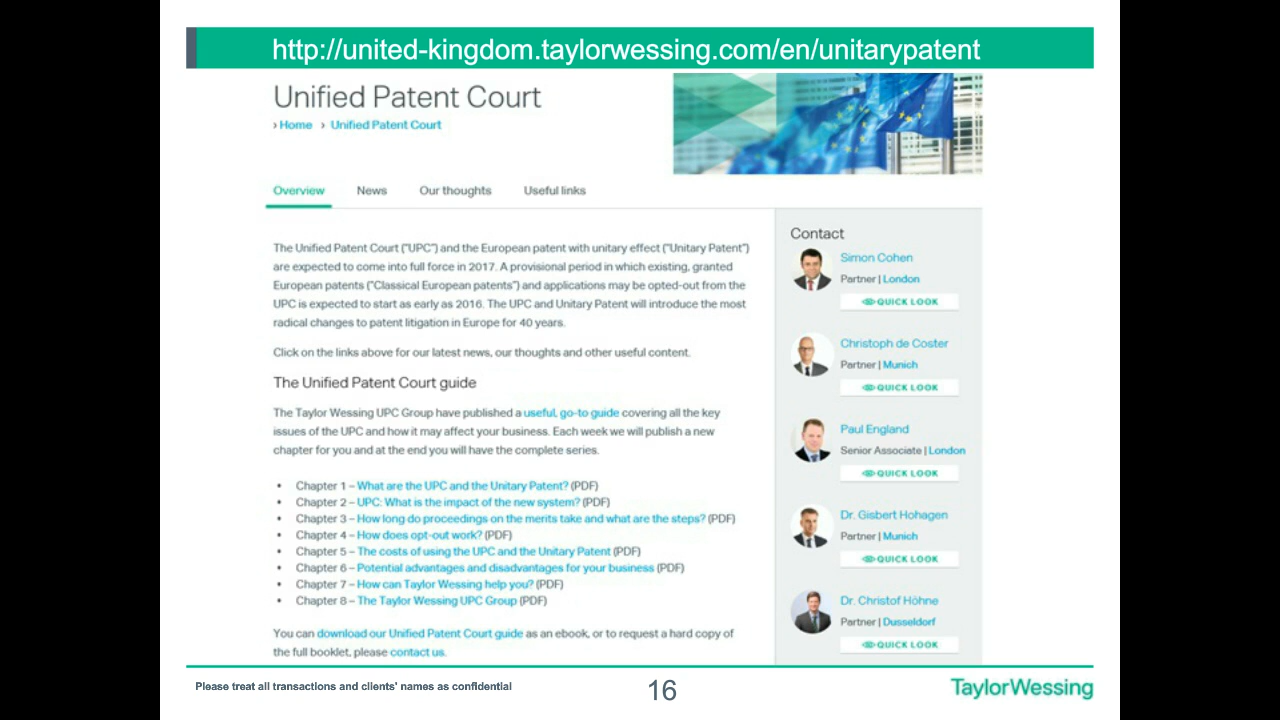 http://united-kingdom.taylorwessing.com/en/unitarypatent
Unified Patent Court
› Home › Unified Patent Court
Overview News Our thoughts Useful links
The Unified Patent Court ("UPC") and the European patent with unitary effect ("Unitary Patent")
are expected to come into full force in 2017. A provisional period in which existing, granted
European patents ("Classical European patents") and applications may be opted-out from the
UPC is expected to start as early as 2016. The UPC and Unitary Patent will introduce the most
radical changes to patent litigation in Europe for 40 years.
Click on the links above for our latest news, our thoughts and other useful content.
The Unified Patent Court guide
The Taylor Wessing UPC Group have published a useful, go-to guide covering all the key
issues of the UPC and how it may affect your business. Each week we will publish a new
chapter for you and at the end you will have the complete series.
• Chapter 1 – What are the UPC and the Unitary Patent? (PDF)
• Chapter 2 – UPC: What is the impact of the new system? (PDF)
• Chapter 3 – How long do proceedings on the merits take and what are the steps? (PDF)
• Chapter 4 – How does opt-out work? (PDF)
• Chapter 5 – The costs of using the UPC and the Unitary Patent (PDF)
• Chapter 6 – Potential advantages and disadvantages for your business (PDF)
• Chapter 7 – How can Taylor Wessing help you? (PDF)
• Chapter 8 – The Taylor Wessing UPC Group (PDF)
You can download our Unified Patent Court guide as an ebook, or to request a hard copy of
the full booklet, please contact us.
Contact
Simon Cohen
Partner | London
QUICK LOOK
Christoph de Coster
Partner | Munich
QUICK LOOK
Paul England
Senior Associate | London
QUICK LOOK
Dr. Gisbert Hohagen
Partner | Munich
QUICK LOOK
Dr. Christof Höhne
Partner | Dusseldorf
QUICK LOOK
Please treat all transactions and clients' names as confidential
16
TaylorWessing